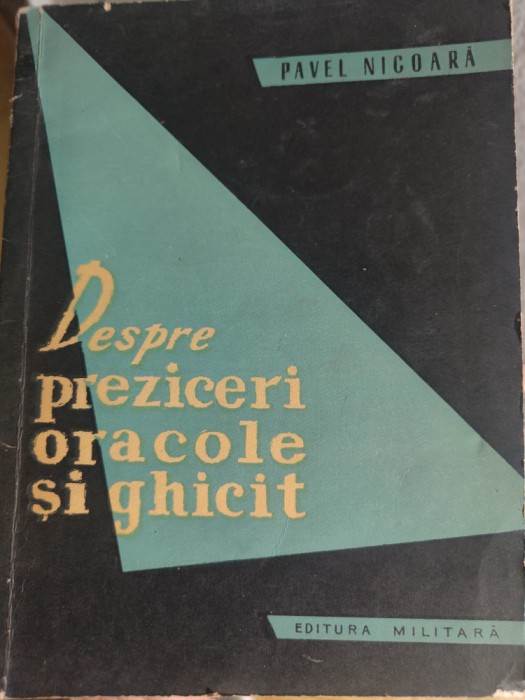 PAVEL NICOARĂ
Despre
preziceri
oracole
și ghicit
EDITURA MILITARĂ